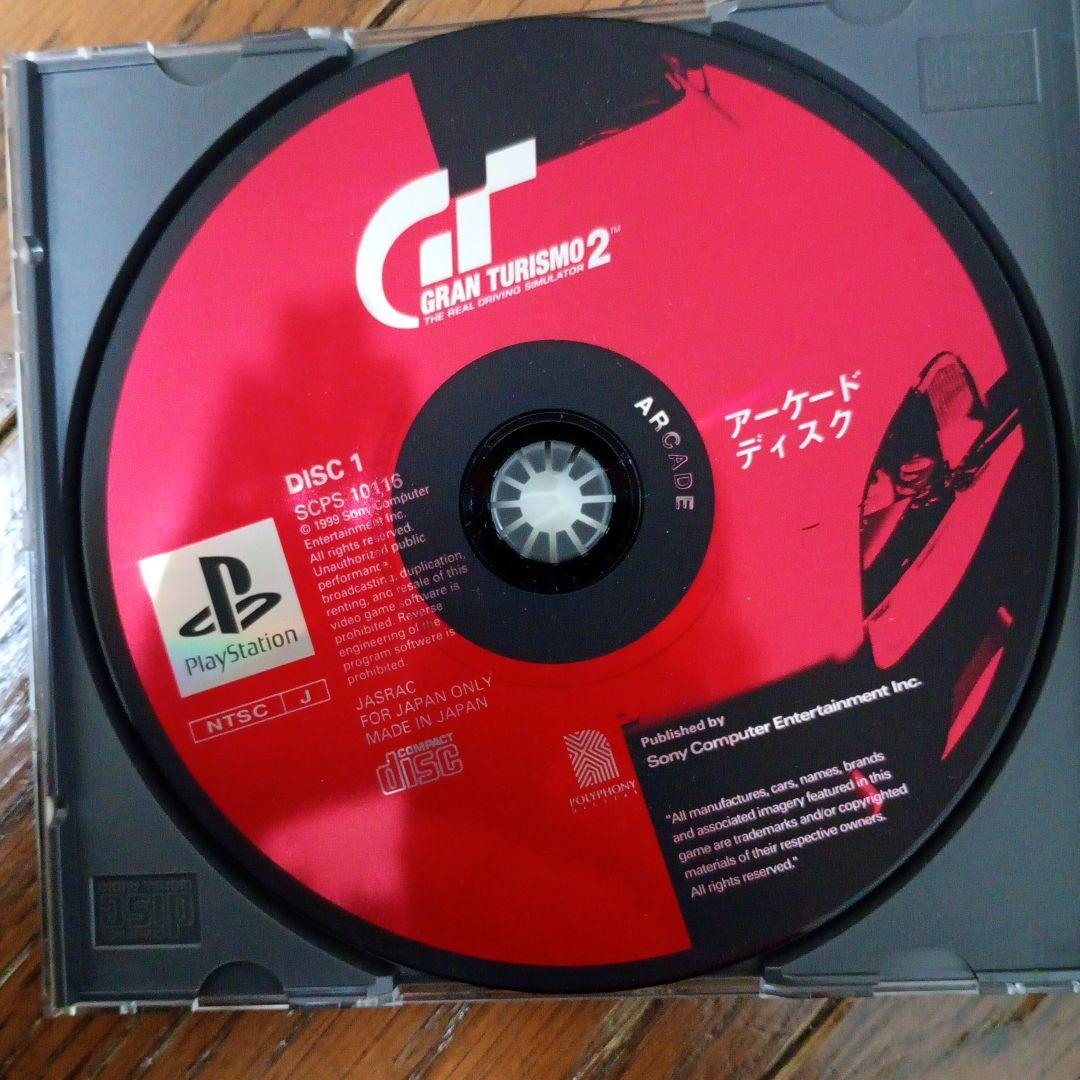 GT
GRAN TURISMO 2™
THE REAL DRIVING SIMULATOR
ARCADE
アーケード
ディスク
DISC 1
SCPS 10116
© 1999 Sony Computer
Entertainment Inc.
All rights reserved.
Unauthorized public
performance,
broadcasting, duplication,
renting, and resale of this
video game software is
prohibited. Reverse
engineering of the
program software is
prohibited.
PlayStation
NTSC J
JASRAC
FOR JAPAN ONLY
MADE IN JAPAN
COMPACT
disc
POLYPHONY
DIGITAL
Published by
Sony Computer Entertainment Inc.
"All manufactures, cars, names, brands
and associated imagery featured in this
game are trademarks and/or copyrighted
materials of their respective owners.
All rights reserved."
disc
DIGITAL AUDIO